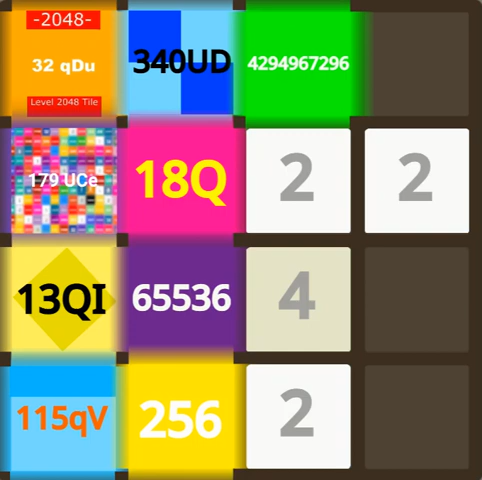 -2048-
32 qDu
Level 2048 Tile
340UD
4294967296
179 UCe
18Q
2
2
13QI
65536
4
115qV
256
2